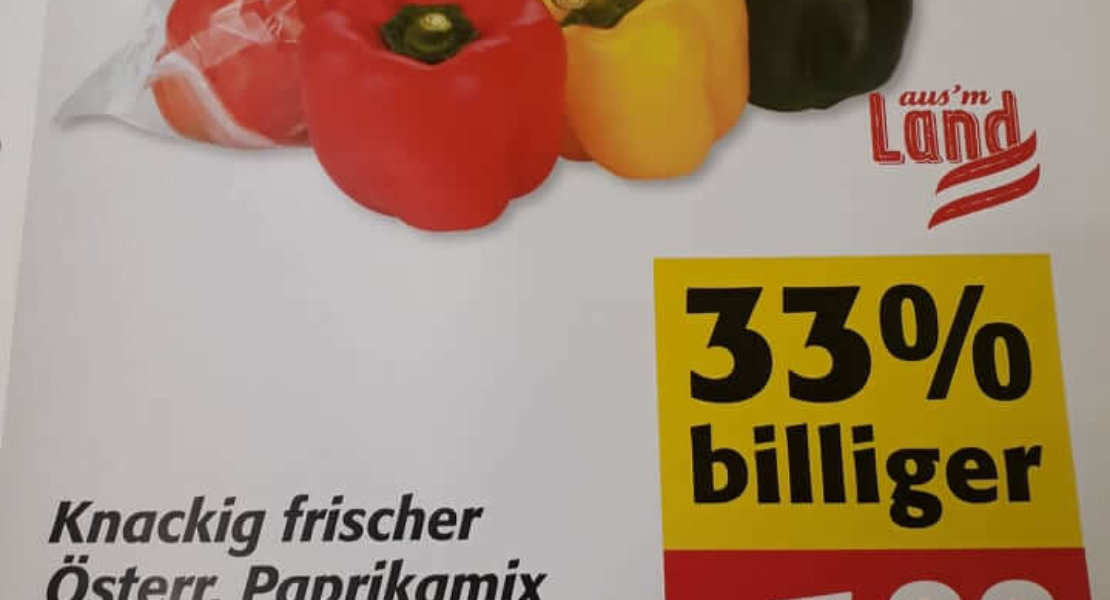 aus'm
Land
33%
billiger
Knackig frischer
Österr. Paprikamix